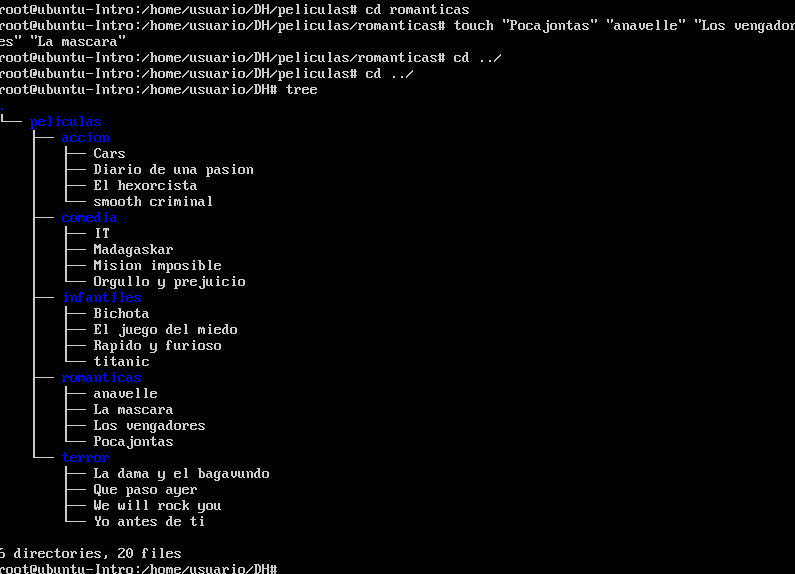 root@ubuntu-Intro:/home/usuario/DH/peliculas# cd romanticas
root@ubuntu-Intro:/home/usuario/DH/peliculas/romanticas# touch "Pocajontas" "anavelle" "Los vengador
es" "La mascara"
root@ubuntu-Intro:/home/usuario/DH/peliculas/romanticas# cd ../
root@ubuntu-Intro:/home/usuario/DH/peliculas# cd ../
root@ubuntu-Intro:/home/usuario/DH# tree
.
└── peliculas
    ├── accion
    │   ├── Cars
    │   ├── Diario de una pasion
    │   ├── El hexorcista
    │   └── smooth criminal
    ├── comedia
    │   ├── IT
    │   ├── Madagaskar
    │   ├── Mision imposible
    │   └── Orgullo y prejuicio
    ├── infantiles
    │   ├── Bichota
    │   ├── El juego del miedo
    │   ├── Rapido y furioso
    │   └── titanic
    ├── romanticas
    │   ├── anavelle
    │   ├── La mascara
    │   ├── Los vengadores
    │   └── Pocajontas
    └── terror
        ├── La dama y el bagavundo
        ├── Que paso ayer
        ├── We will rock you
        └── Yo antes de ti
6 directories, 20 files
root@ubuntu-Intro:/home/usuario/DH#